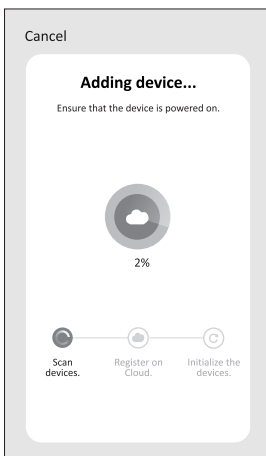 Cancel
Adding device...
Ensure that the device is powered on.
2%
Scan
devices.
Register on
Cloud.
Initialize the
devices.